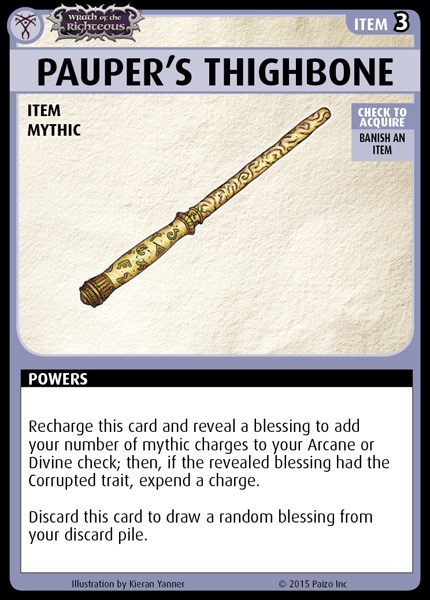 Wrath of the
Righteous
ITEM 3
PAUPER'S THIGHBONE
ITEM
MYTHIC
CHECK TO
ACQUIRE
BANISH AN
ITEM
POWERS
Recharge this card and reveal a blessing to add
your number of mythic charges to your Arcane or
Divine check; then, if the revealed blessing had the
Corrupted trait, expend a charge.
Discard this card to draw a random blessing from
your discard pile.
Illustration by Kieran Yanner © 2015 Paizo Inc